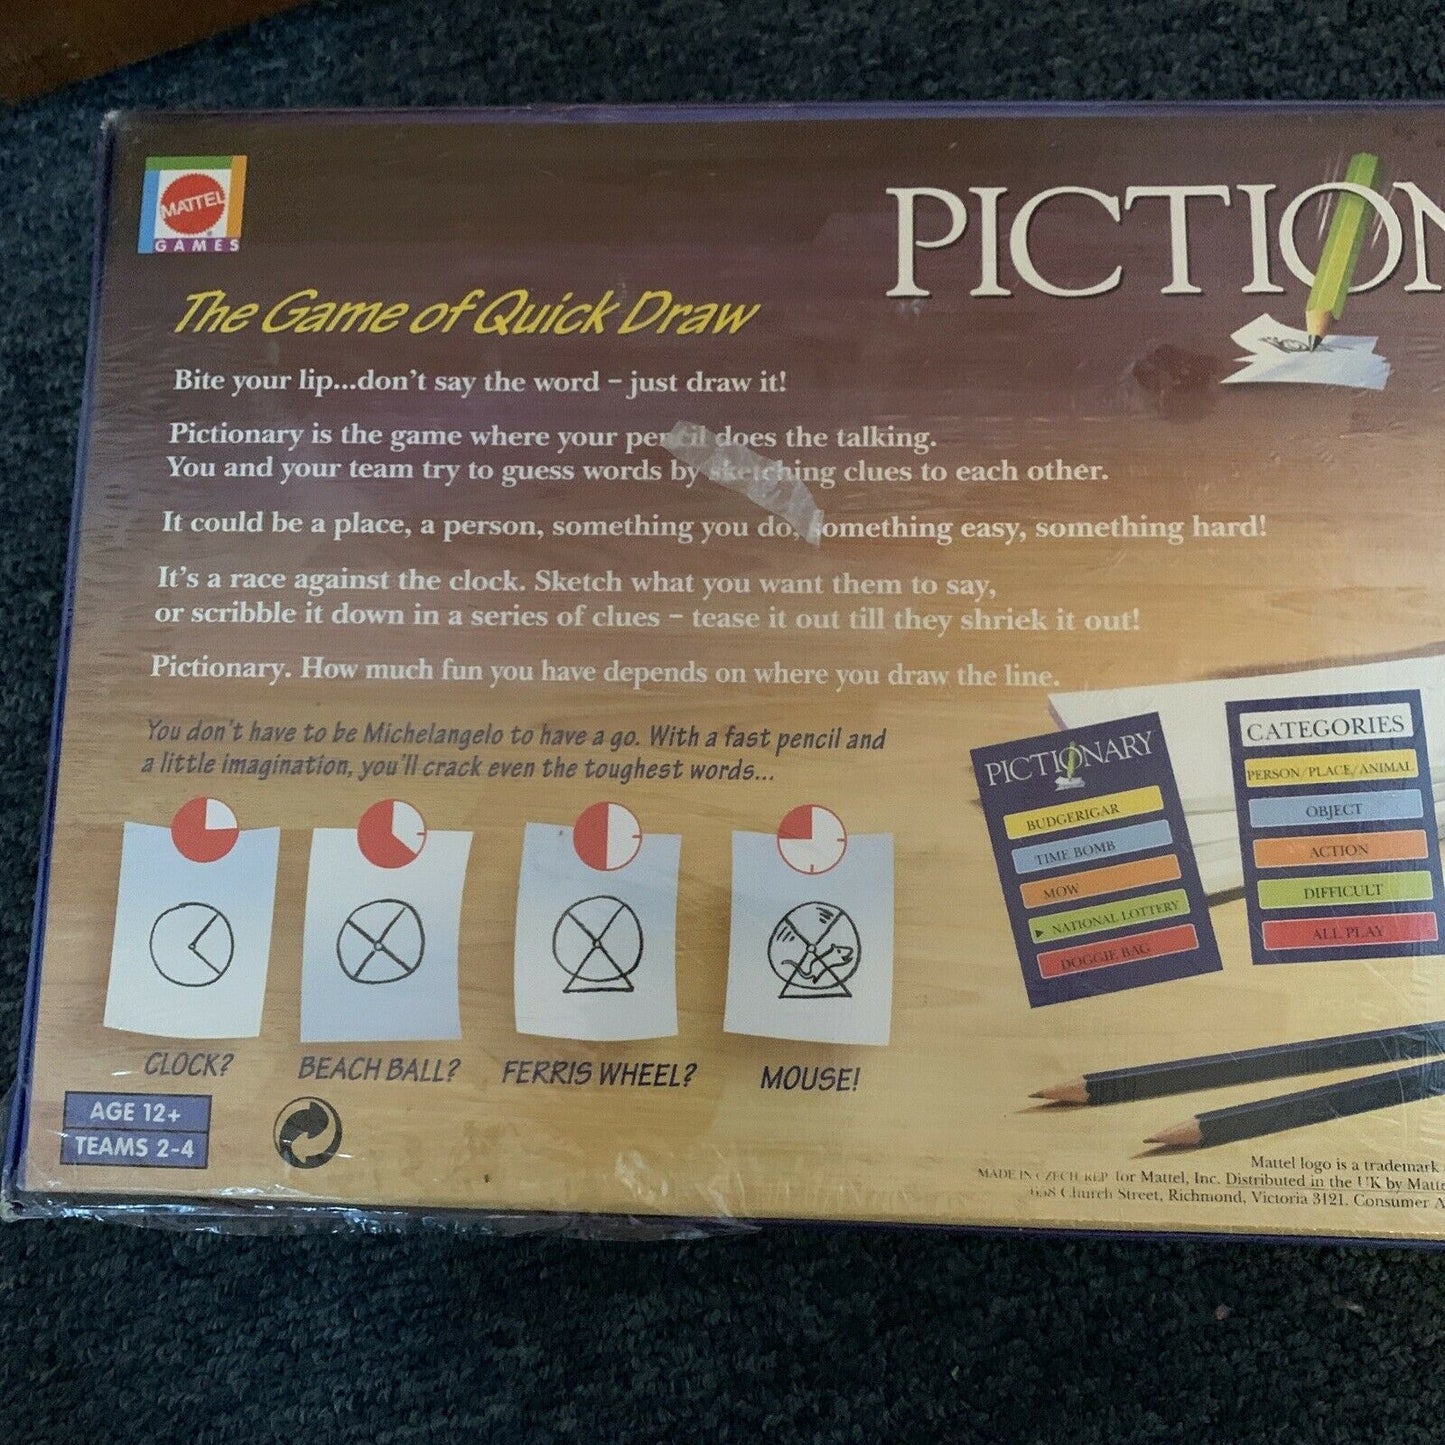 MATTEL
GAMES
PICTION
The Game of Quick Draw
Bite your lip...don't say the word – just draw it!
Pictionary is the game where your pencil does the talking.
You and your team try to guess words by sketching clues to each other.
It could be a place, a person, something you do, something easy, something hard!
It's a race against the clock. Sketch what you want them to say,
or scribble it down in a series of clues – tease it out till they shriek it out!
Pictionary. How much fun you have depends on where you draw the line.
You don't have to be Michelangelo to have a go. With a fast pencil and
a little imagination, you'll crack even the toughest words...
CLOCK?
BEACH BALL?
FERRIS WHEEL?
MOUSE!
PICTIONARY
BUDGERIGAR
TIME BOMB
MOW
NATIONAL LOTTERY
DOGGIE BAG
CATEGORIES
PERSON/PLACE/ANIMAL
OBJECT
ACTION
DIFFICULT
ALL PLAY
AGE 12+
TEAMS 2-4
Mattel logo is a trademark
MADE IN CZECH REP for Mattel, Inc. Distributed in the UK by Matte
Church Street, Richmond, Victoria 3121. Consumer A